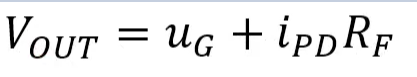 V_OUT = u_G + i_PD R_F